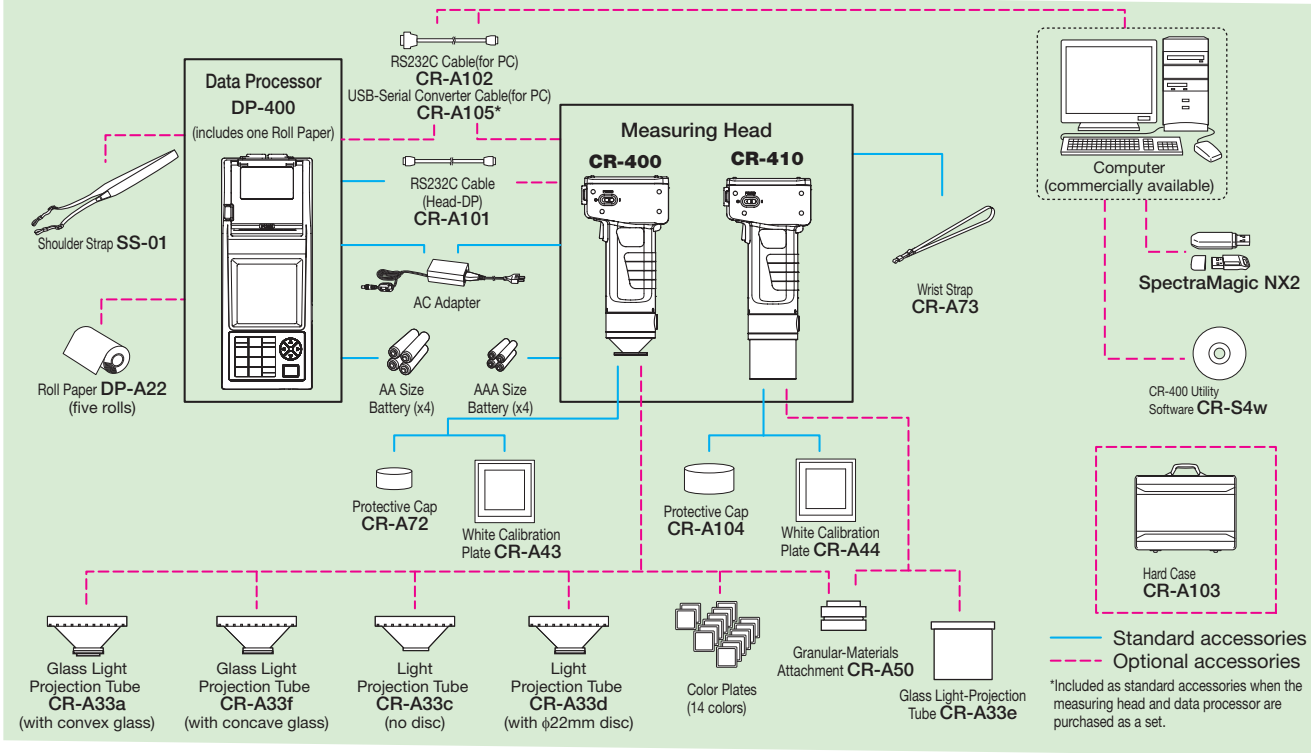 RS232C Cable(for PC)
CR-A102
USB-Serial Converter Cable(for PC)
CR-A105*
Data Processor
DP-400
(includes one Roll Paper)
Measuring Head
CR-400
CR-410
Computer
(commercially available)
RS232C Cable
(Head-DP)
CR-A101
Shoulder Strap SS-01
AC Adapter
Wrist Strap
CR-A73
SpectraMagic NX2
Roll Paper DP-A22
(five rolls)
AA Size
Battery (x4)
AAA Size
Battery (x4)
CR-400 Utility
Software CR-S4w
Protective Cap
CR-A72
White Calibration
Plate CR-A43
Protective Cap
CR-A104
White Calibration
Plate CR-A44
Hard Case
CR-A103
Glass Light
Projection Tube
CR-A33a
(with convex glass)
Glass Light
Projection Tube
CR-A33f
(with concave glass)
Light
Projection Tube
CR-A33c
(no disc)
Light
Projection Tube
CR-A33d
(with ϕ22mm disc)
Color Plates
(14 colors)
Granular-Materials
Attachment CR-A50
Glass Light-Projection
Tube CR-A33e
Standard accessories
Optional accessories
*Included as standard accessories when the
measuring head and data processor are
purchased as a set.